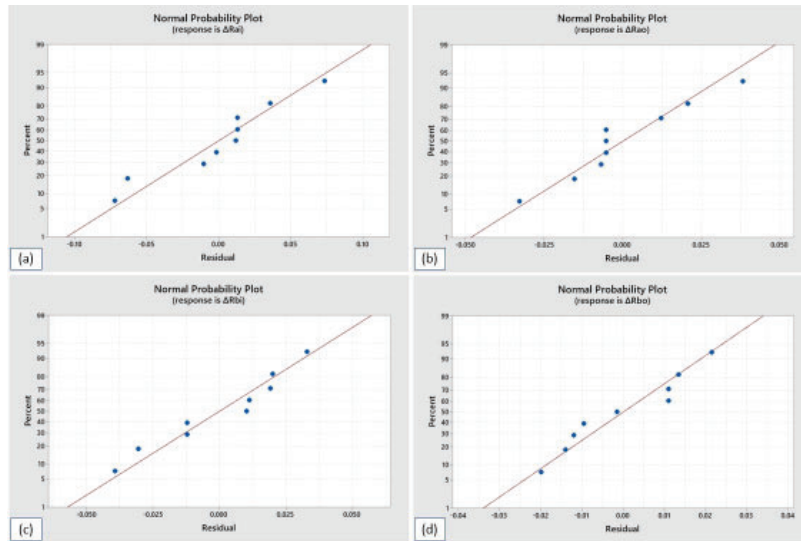 Normal Probability Plot
(response is ΔRai)
Percent
99
95
90
80
70
60
50
40
30
20
10
5
1
-0.10 -0.05 0.00 0.05 0.10
Residual
(a)
Normal Probability Plot
(response is ΔRao)
Percent
99
95
90
80
70
60
50
40
30
20
10
5
1
-0.050 -0.025 0.000 0.025 0.050
Residual
(b)
Normal Probability Plot
(response is ΔRbi)
Percent
99
95
90
80
70
60
50
40
30
20
10
5
1
-0.050 -0.025 0.000 0.025 0.050
Residual
(c)
Normal Probability Plot
(response is ΔRbo)
Percent
99
95
90
80
70
60
50
40
30
20
10
5
1
-0.04 -0.03 -0.02 -0.01 0.00 0.01 0.02 0.03 0.04
Residual
(d)